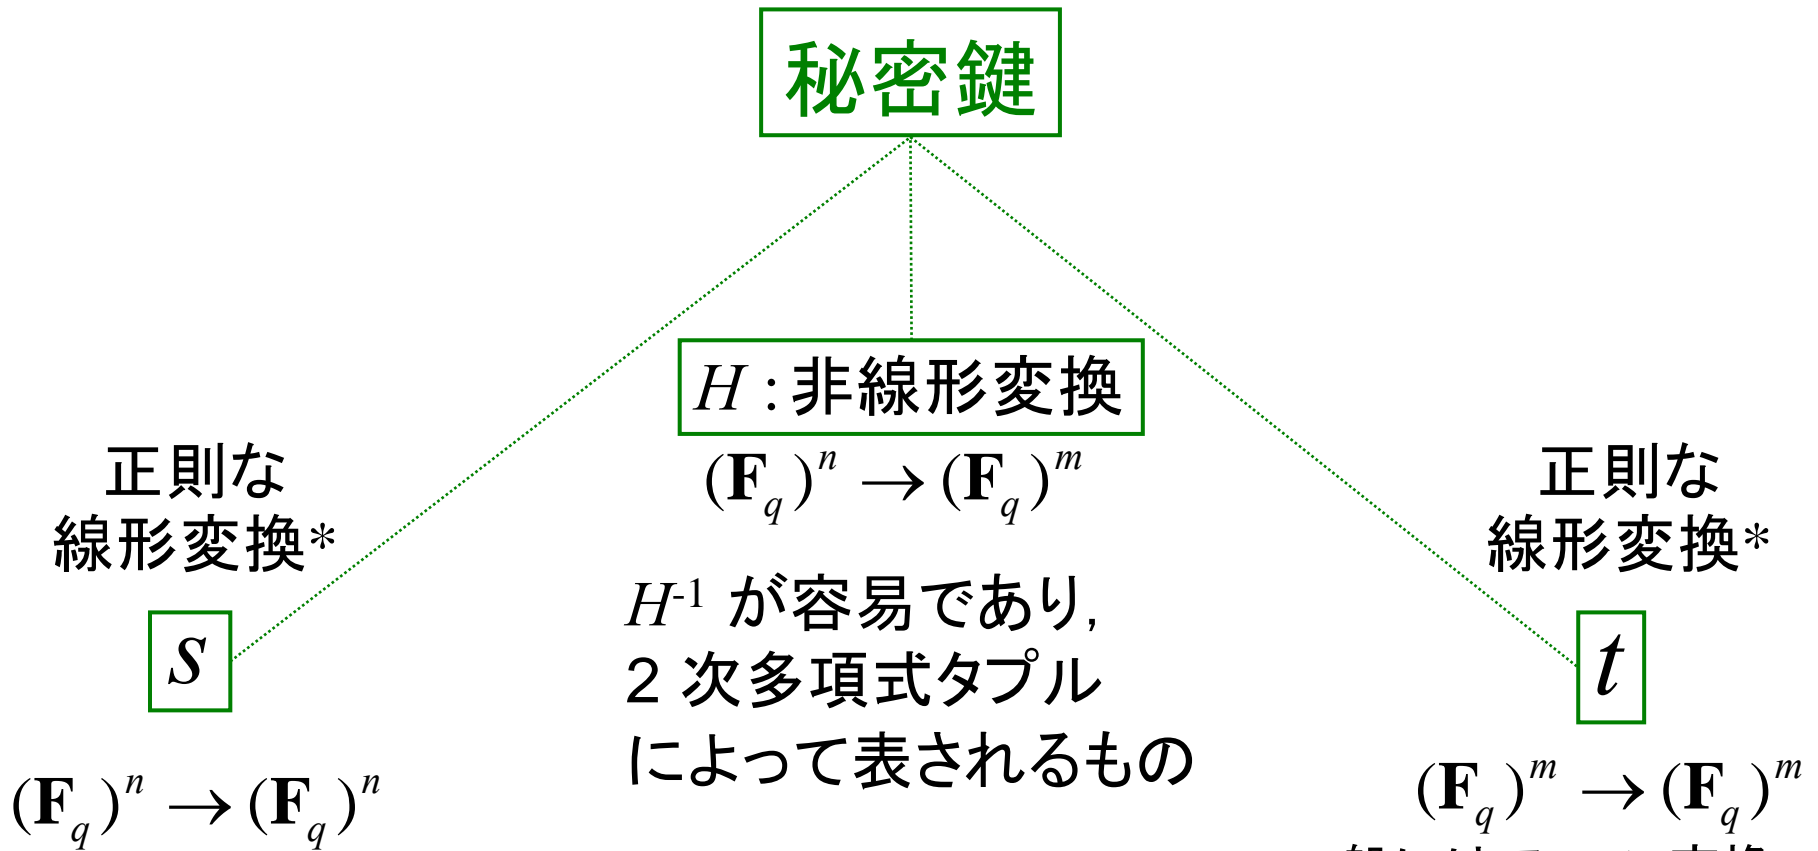 秘密鍵
H : 非線形変換
(F_q)^n → (F_q)^m
H^-1 が容易であり,
2 次多項式タプル
によって表されるもの
正則な
線形変換*
s
(F_q)^n → (F_q)^n
正則な
線形変換*
t
(F_q)^m → (F_q)^m